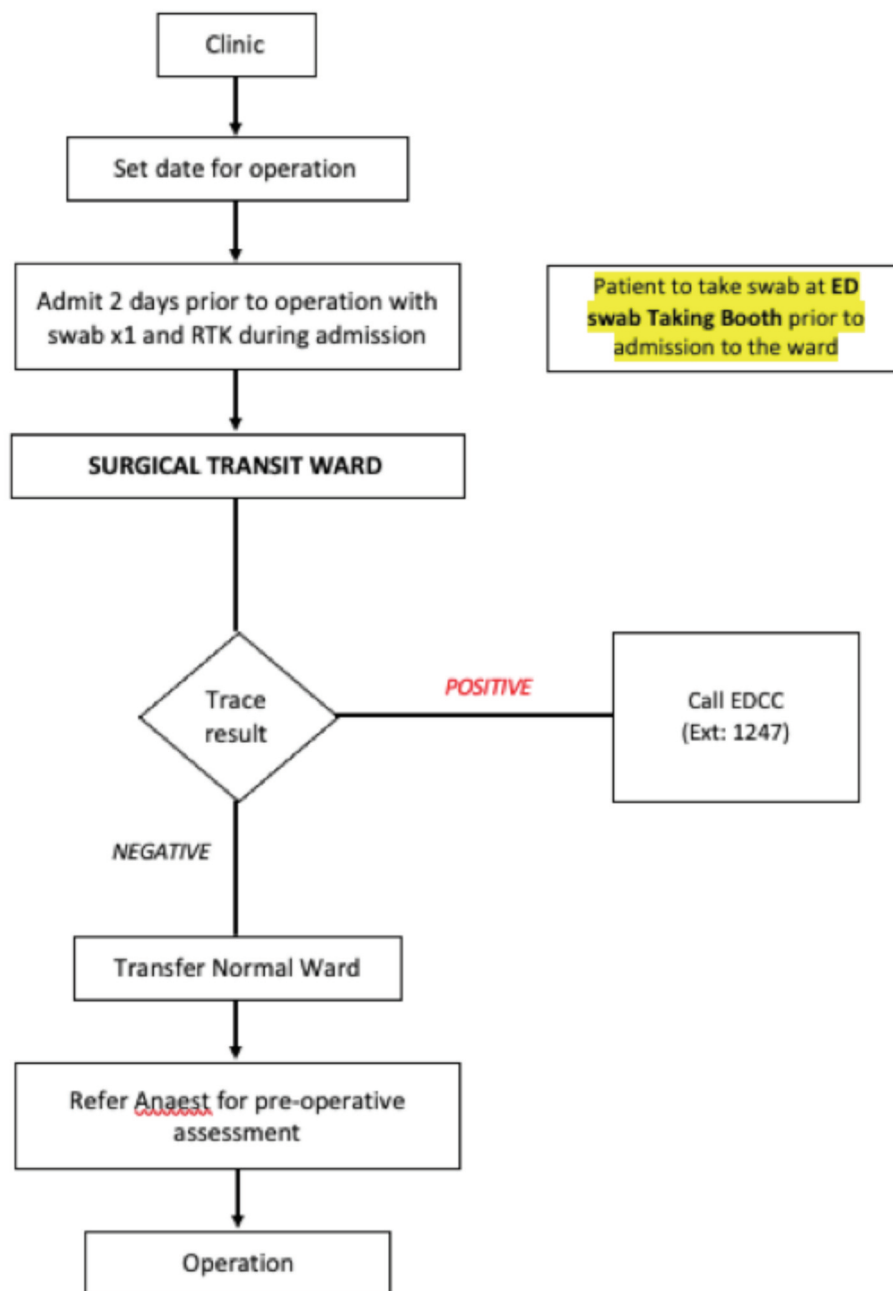 Clinic
Set date for operation
Admit 2 days prior to operation with
swab x1 and RTK during admission
Patient to take swab at ED
swab Taking Booth prior to
admission to the ward
SURGICAL TRANSIT WARD
Trace
result
POSITIVE
Call EDCC
(Ext: 1247)
NEGATIVE
Transfer Normal Ward
Refer Anaest for pre-operative
assessment
Operation